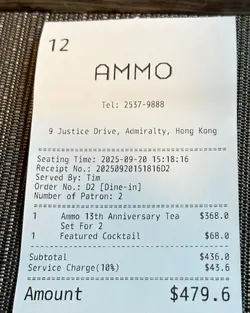 12
AMMO
Tel: 2537-9888
9 Justice Drive, Admiralty, Hong Kong
Seating Time: 2025-09-20 15:18:16
Receipt No.: 20250920151816D2
Served By: Tim
Order No.: D2 [Dine-in]
Number of Patron: 2
1 Ammo 13th Anniversary Tea $368.0
Set For 2
1 Featured Cocktail $68.0
Subtotal $436.0
Service Charge(10%) $43.6
Amount $479.6